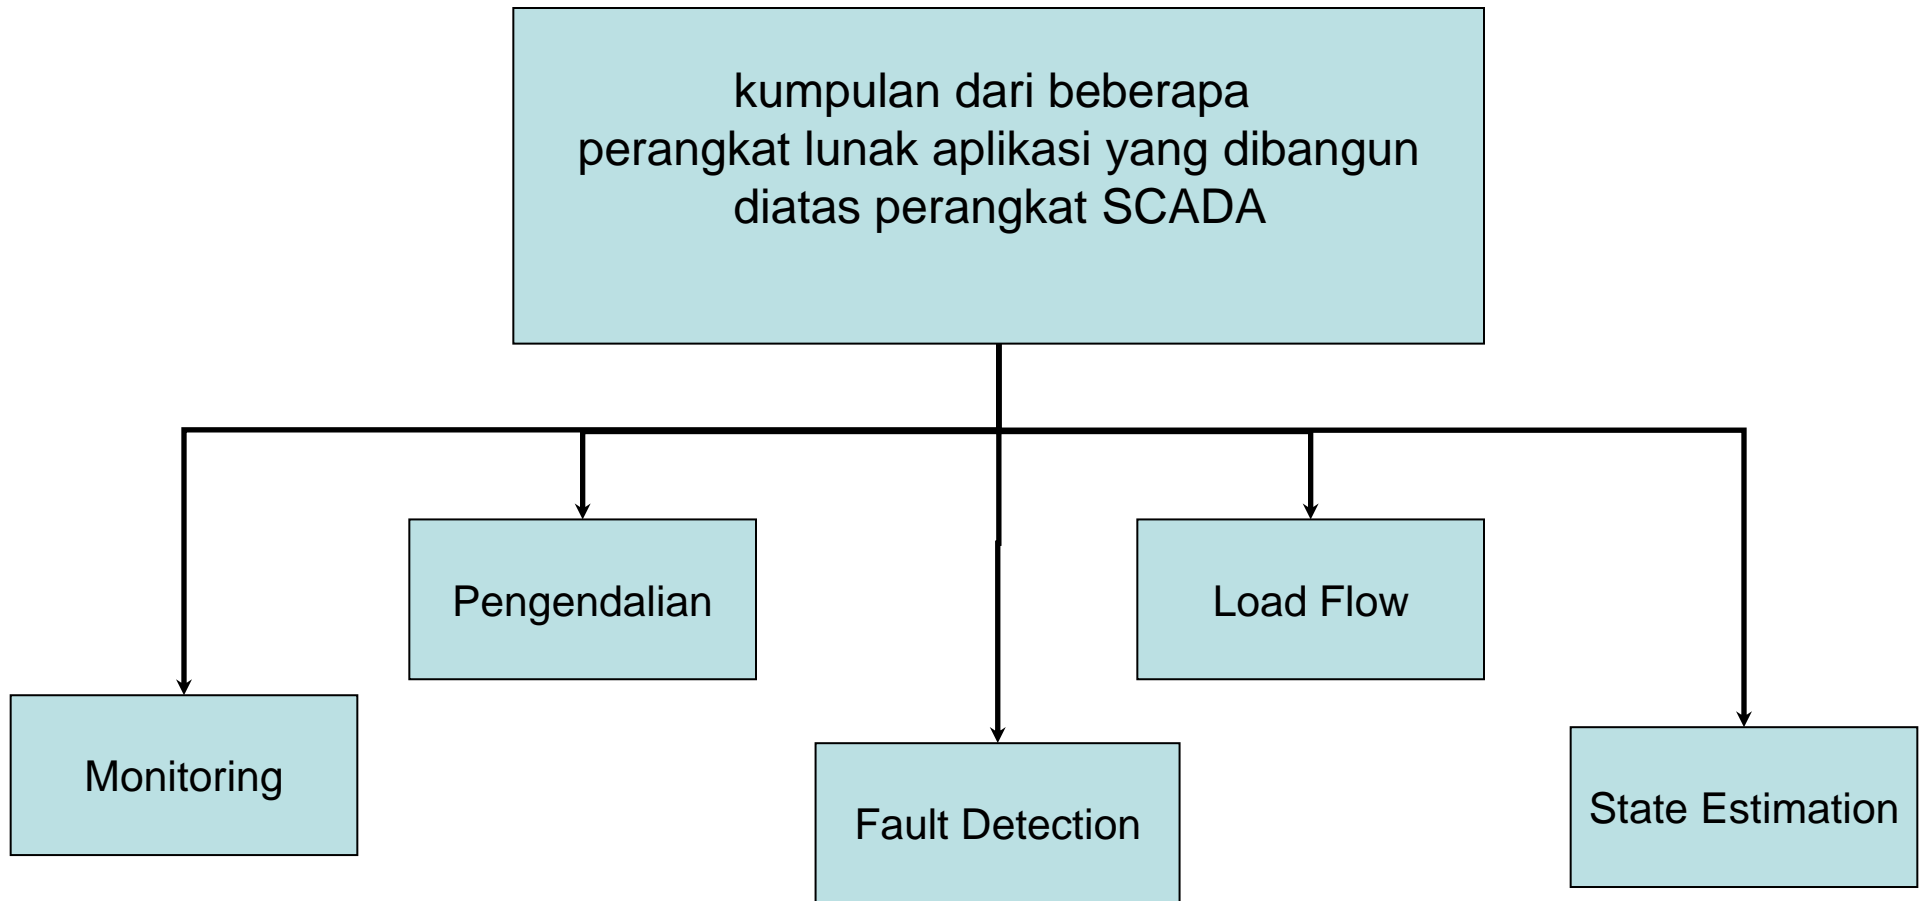 kumpulan dari beberapa
perangkat lunak aplikasi yang dibangun
diatas perangkat SCADA
Pengendalian
Load Flow
Monitoring
Fault Detection
State Estimation